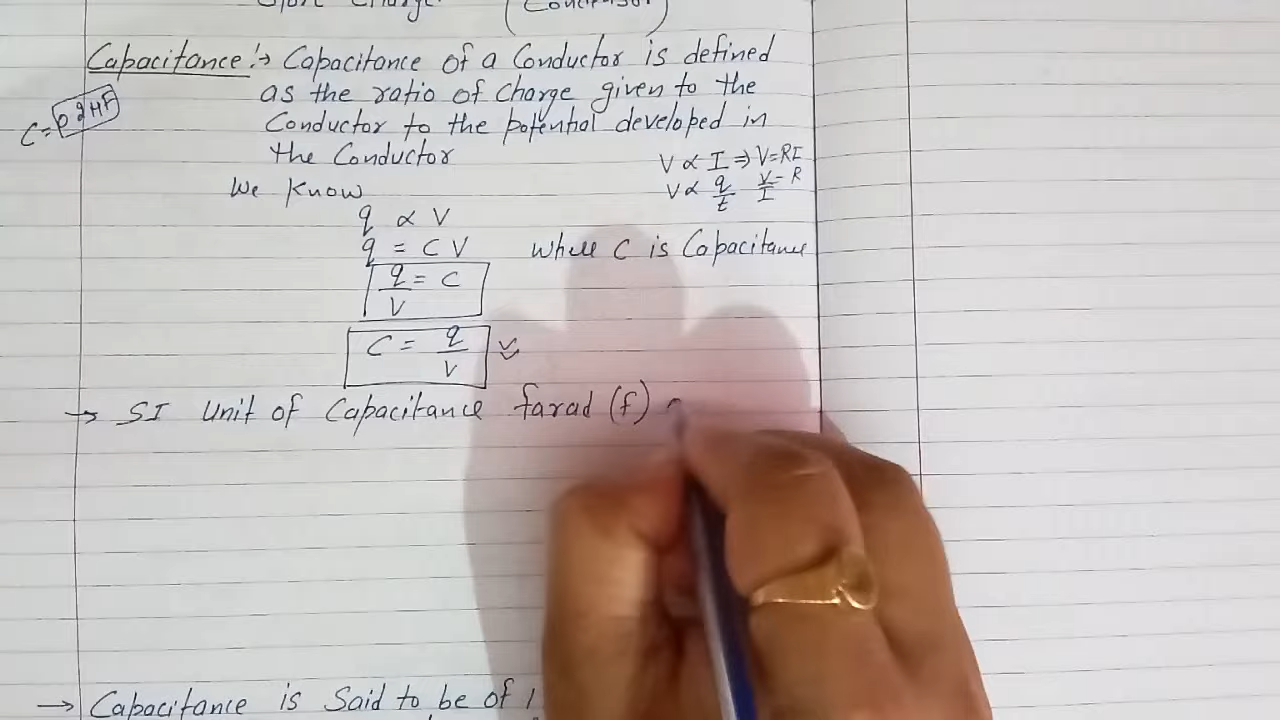 Store Charge
Capacitance :→ Capacitance of a Conductor is defined
as the ratio of Charge given to the
Conductor to the potential developed in
the Conductor
C=
V ∝ I ⇒ V=RI
We know
V ∝ q/t V/I = R
q ∝ V
q = C V where C is Capacitance
q/V = C
C = q/V
→ SI Unit of Capacitance farad (f)
→ Capacitance is Said to be of 1